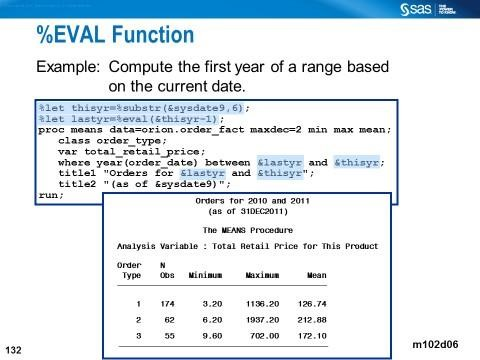 sas
THE POWER TO KNOW
%EVAL Function
Example: Compute the first year of a range based
on the current date.
%let thisyr=%substr(&sysdate9,6);
%let lastyr=%eval(&thisyr-1);
proc means data=orion.order_fact maxdec=2 min max mean;
class order_type;
var total_retail_price;
where year(order_date) between &lastyr and &thisyr;
title1 "Orders for &lastyr and &thisyr";
title2 "(as of &sysdate9)";
run;
Orders for 2010 and 2011
(as of 31DEC2011)
The MEANS Procedure
Analysis Variable : Total Retail Price for This Product
Order N
Type Obs Minimum Maximum Mean
1 174 3.20 1136.20 126.74
2 62 6.20 1937.20 212.88
3 55 9.60 702.00 172.10
132
m102d06